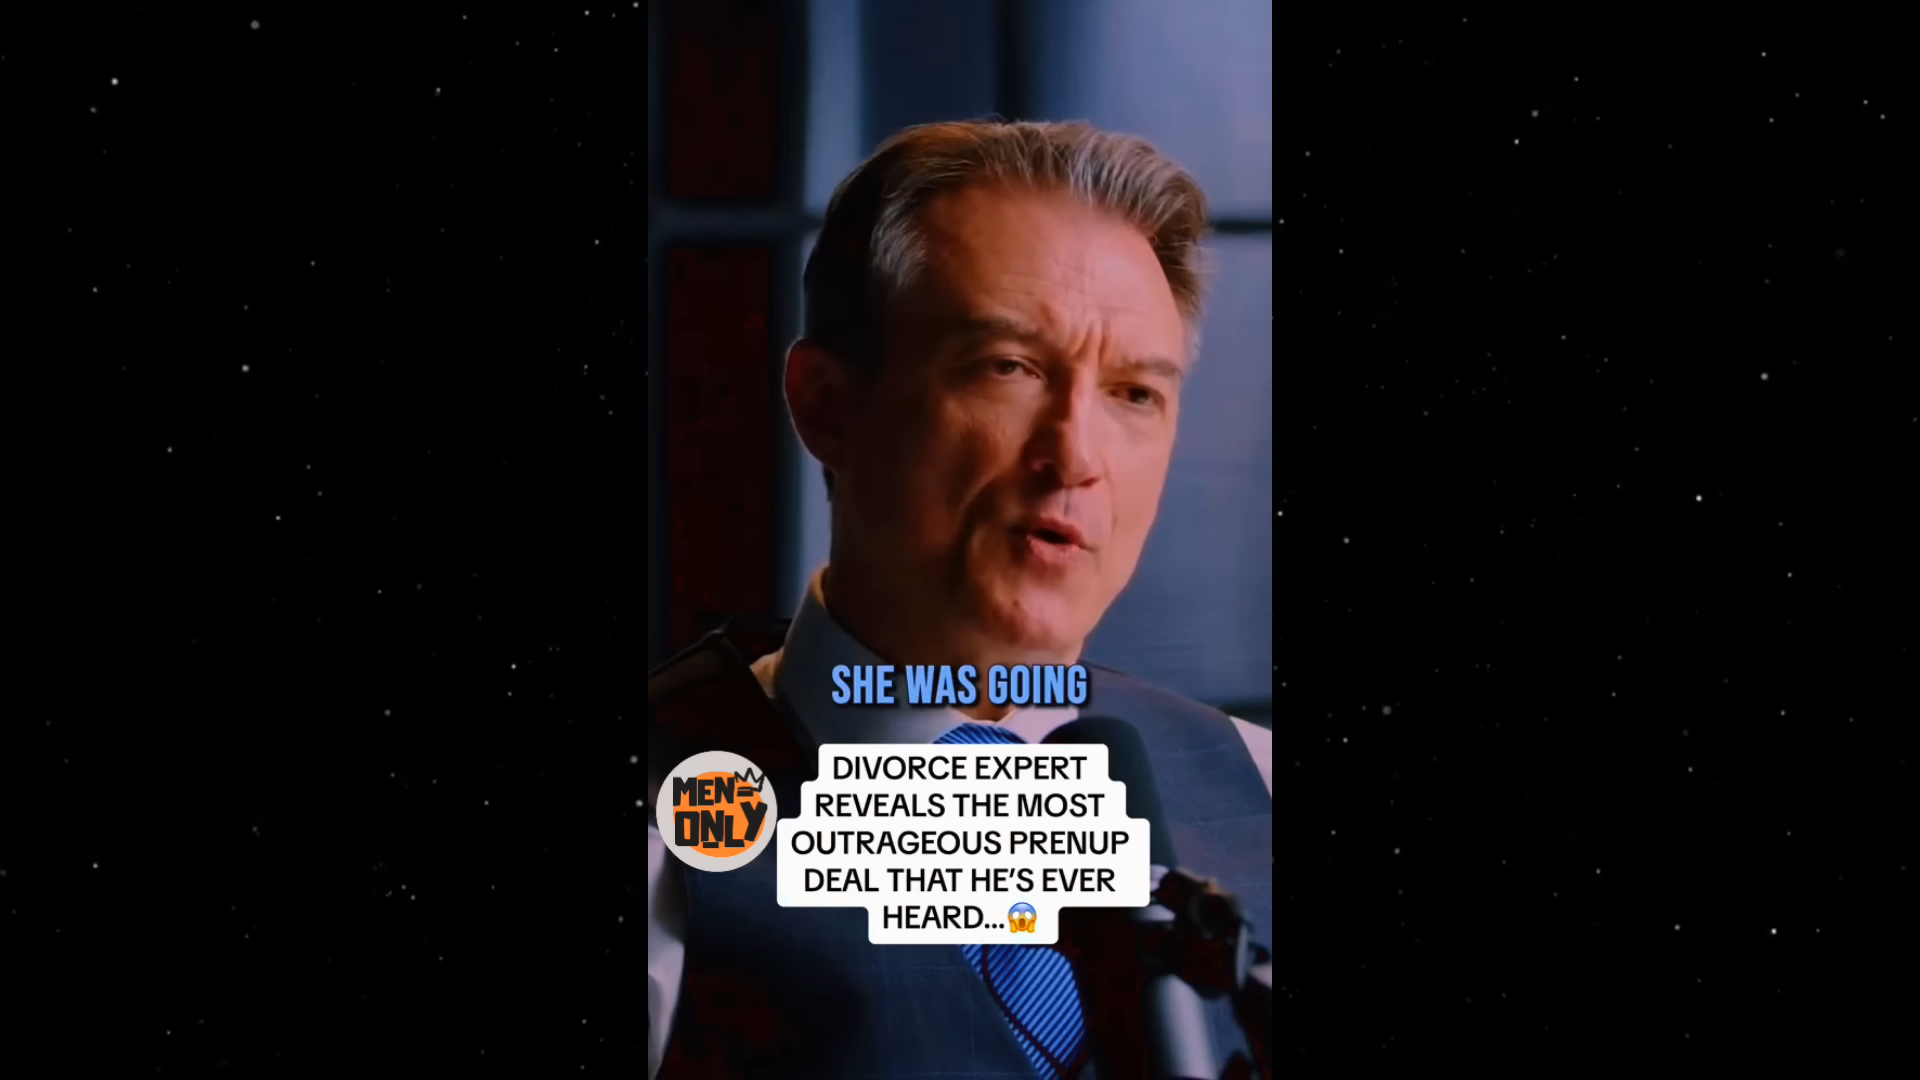 SHE WAS GOING
MEN
ONLY
DIVORCE EXPERT
REVEALS THE MOST
OUTRAGEOUS PRENUP
DEAL THAT HE'S EVER
HEARD...😱